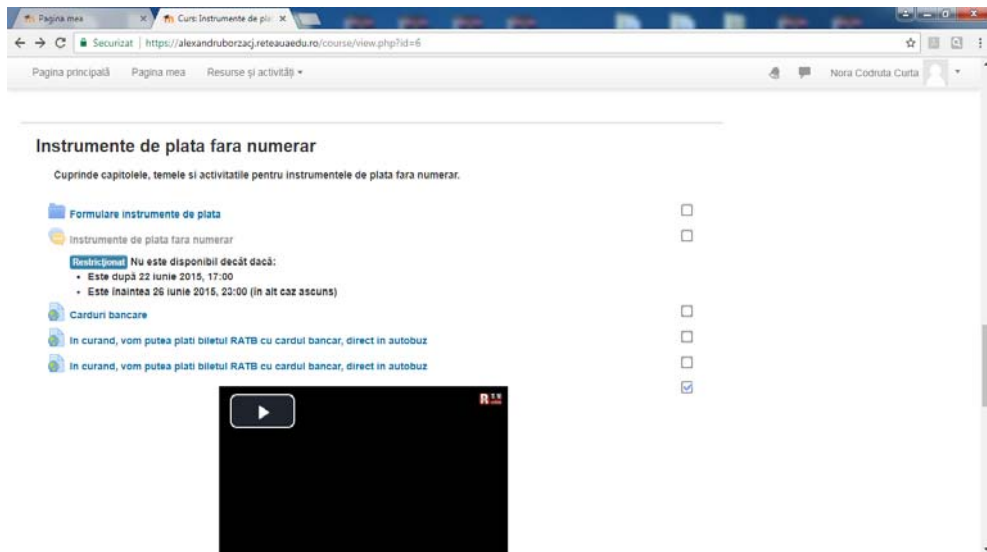 Pagina mea
Curs: Instrumente de pla
Securizat | https://alexandruborzacj.reteauaedu.ro/course/view.php?id=6
Pagina principală Pagina mea Resurse și activități Nora Codruta Curta
Instrumente de plata fara numerar
Cuprinde capitolele, temele si activitatile pentru instrumentele de plata fara numerar.
Formulare instrumente de plata
Instrumente de plata fara numerar
Restricționat Nu este disponibil decât dacă:
• Este după 22 iunie 2015, 17:00
• Este înaintea 26 iunie 2015, 23:00 (în alt caz ascuns)
Carduri bancare
In curand, vom putea plati biletul RATB cu cardul bancar, direct in autobuz
In curand, vom putea plati biletul RATB cu cardul bancar, direct in autobuz